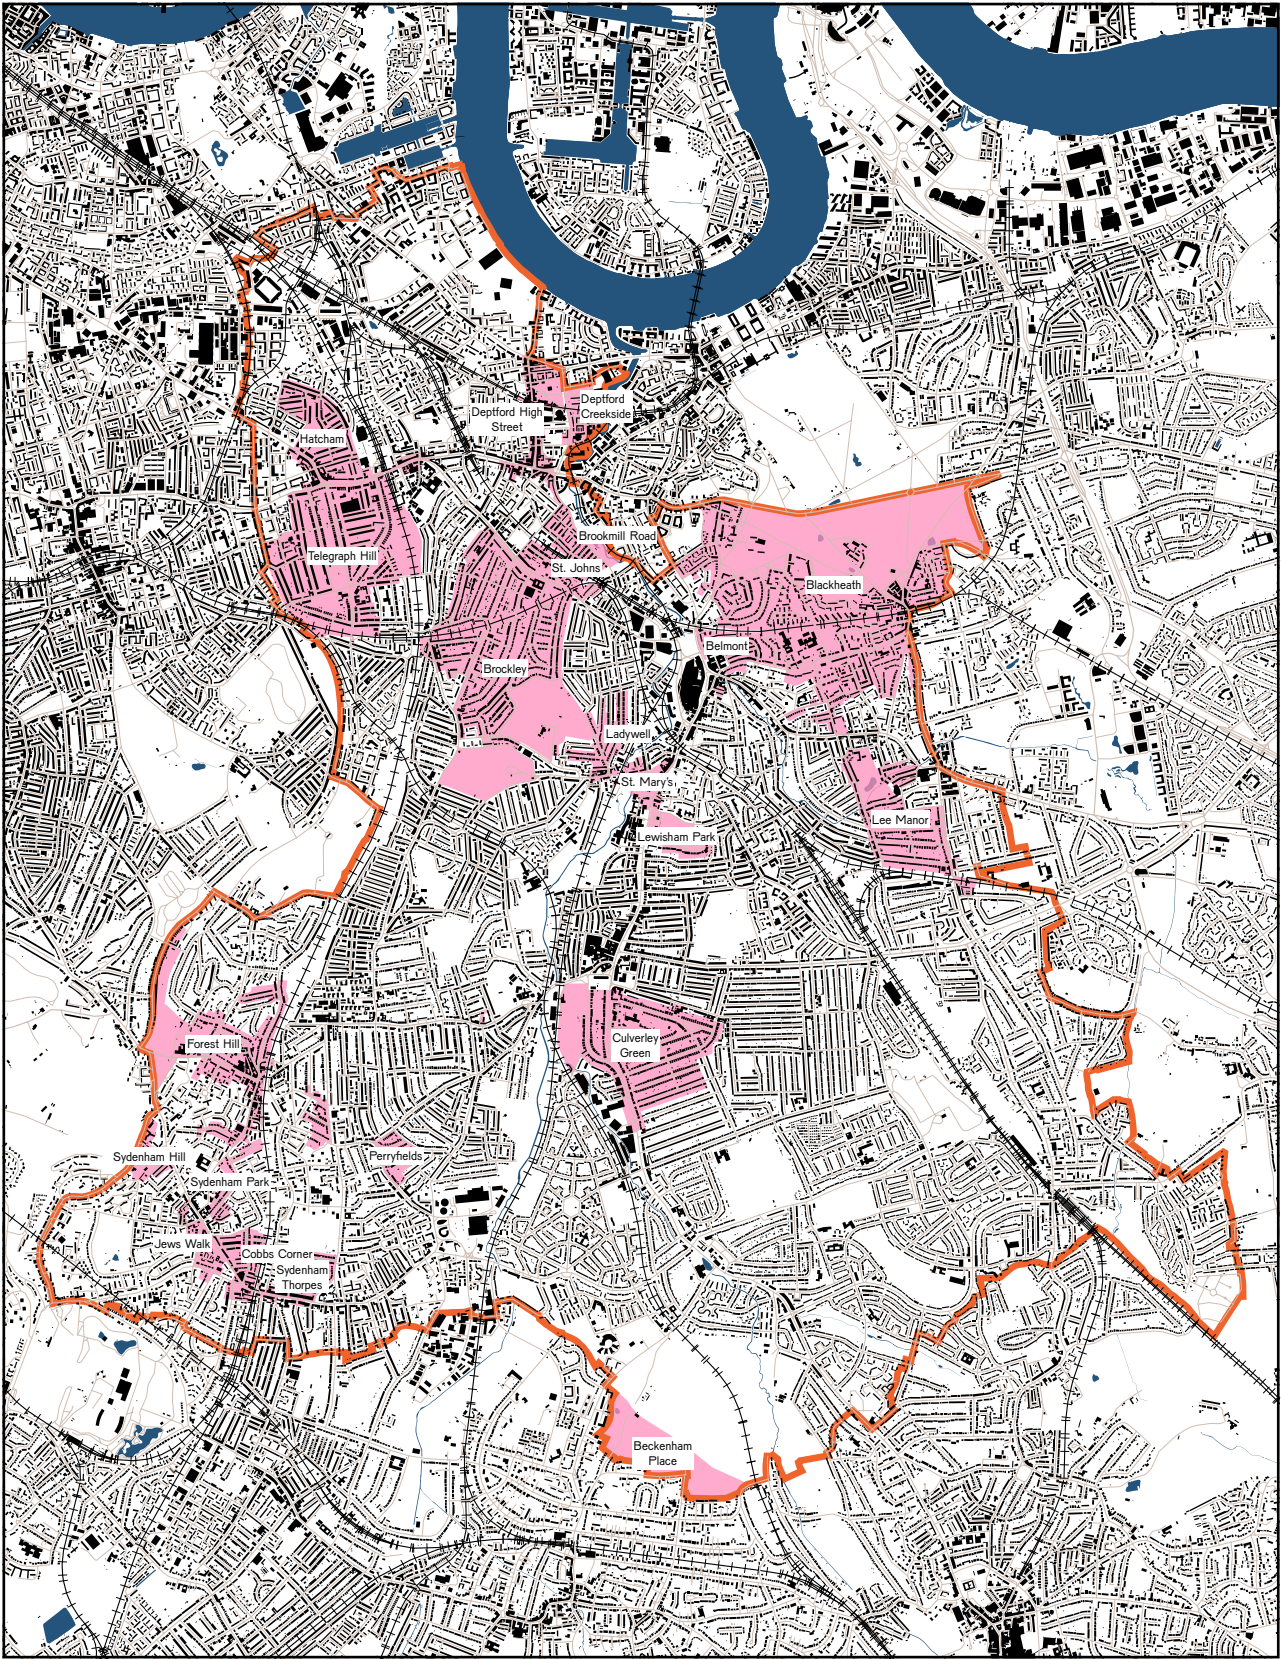 Deptford
Creekside
Deptford High
Street
Hatcham
Brookmill Road
Telegraph Hill
St. Johns
Blackheath
Belmont
Brockley
Ladywell
St. Mary's
Lee Manor
Lewisham Park
Culverley
Green
Forest Hill
Sydenham Hill
Perryfields
Sydenham Park
Jews Walk
Cobbs Corner
Sydenham
Thorpes
Beckenham
Place